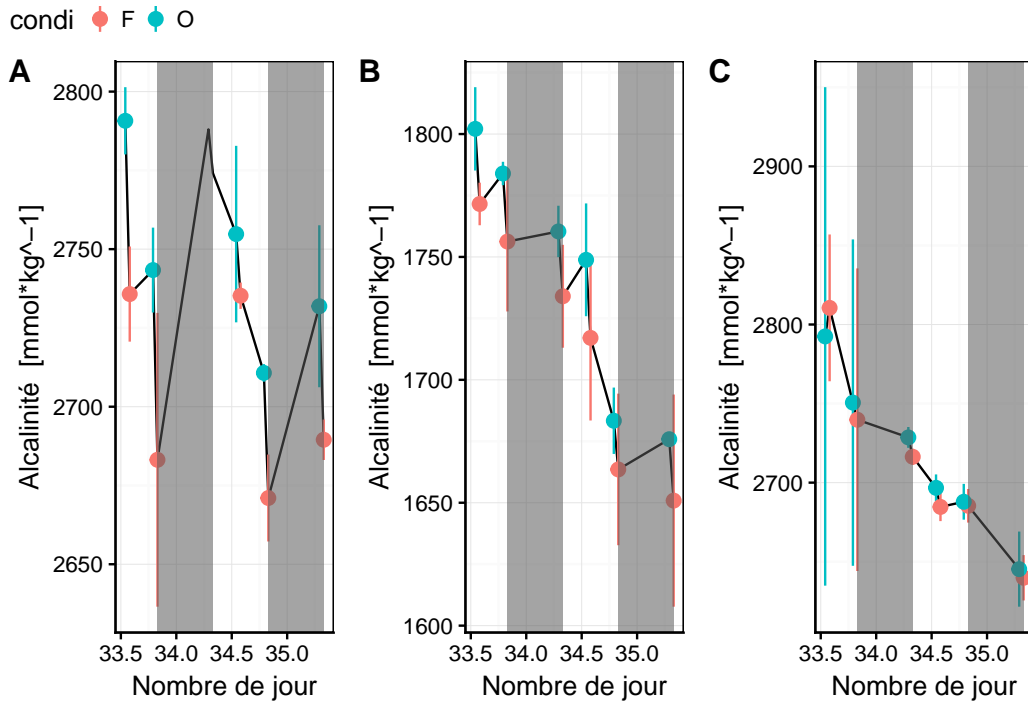 condi F O
A
B
C
Alcalinité [mmol*kg^−1]
2800
2750
2700
2650
33.5 34.0 34.5 35.0
Nombre de jour
Alcalinité [mmol*kg^−1]
1800
1750
1700
1650
1600
33.5 34.0 34.5 35.0
Nombre de jour
Alcalinité [mmol*kg^−1]
2900
2800
2700
33.5 34.0 34.5 35.0
Nombre de jour